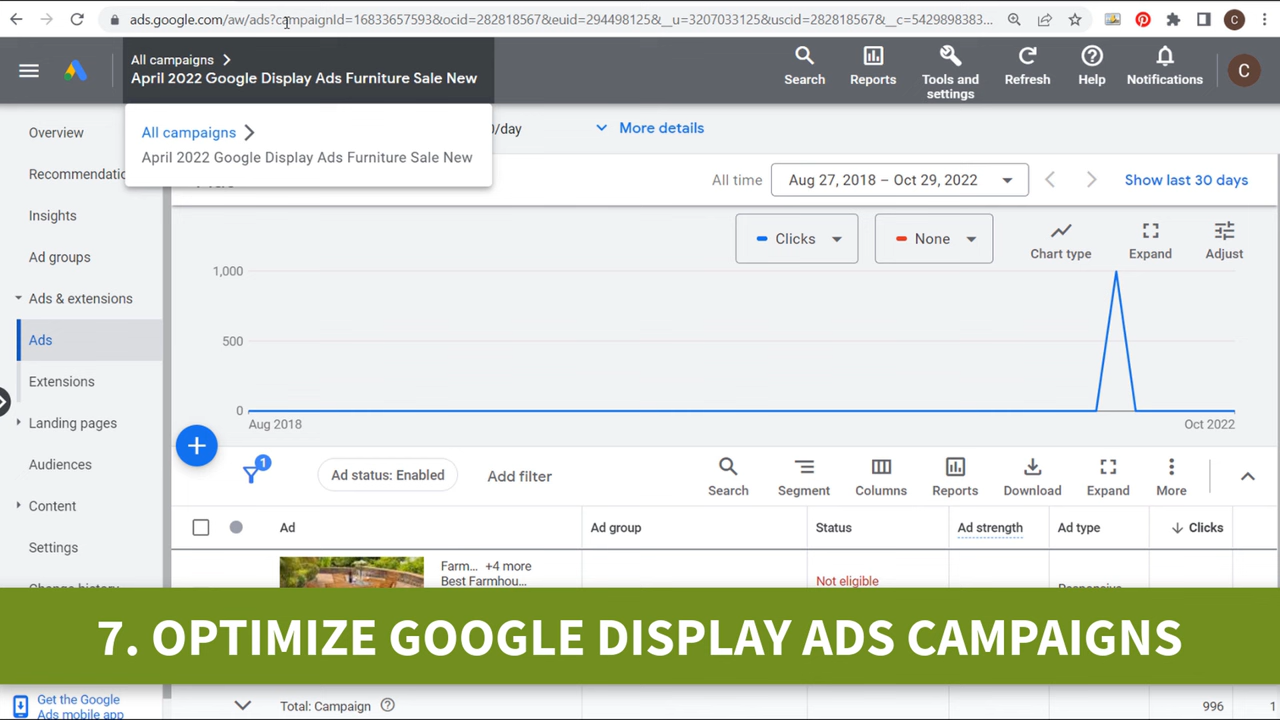 ads.google.com/aw/ads?campaignId=16833657593&ocid=282818567&euid=294498125&__u=3207033125&uscid=282818567&__c=5429898383...
C
All campaigns
April 2022 Google Display Ads Furniture Sale New
Search
Reports
Tools and
settings
Refresh
Help
Notifications
C
All campaigns
April 2022 Google Display Ads Furniture Sale New
0/day
More details
Overview
Recommendatic
Insights
Ad groups
Ads & extensions
Ads
Extensions
Landing pages
Audiences
Content
Settings
Change history
All time
Aug 27, 2018 – Oct 29, 2022
Show last 30 days
Clicks
None
Chart type
Expand
Adjust
1,000
500
0
Aug 2018
Oct 2022
1
Ad status: Enabled
Add filter
Search
Segment
Columns
Reports
Download
Expand
More
Ad
Ad group
Status
Ad strength
Ad type
Clicks
Farm... +4 more
Best Farmhou...
Not eligible
Responsive
7. OPTIMIZE GOOGLE DISPLAY ADS CAMPAIGNS
Get the Google
Ads mobile app
Total: Campaign
996
1